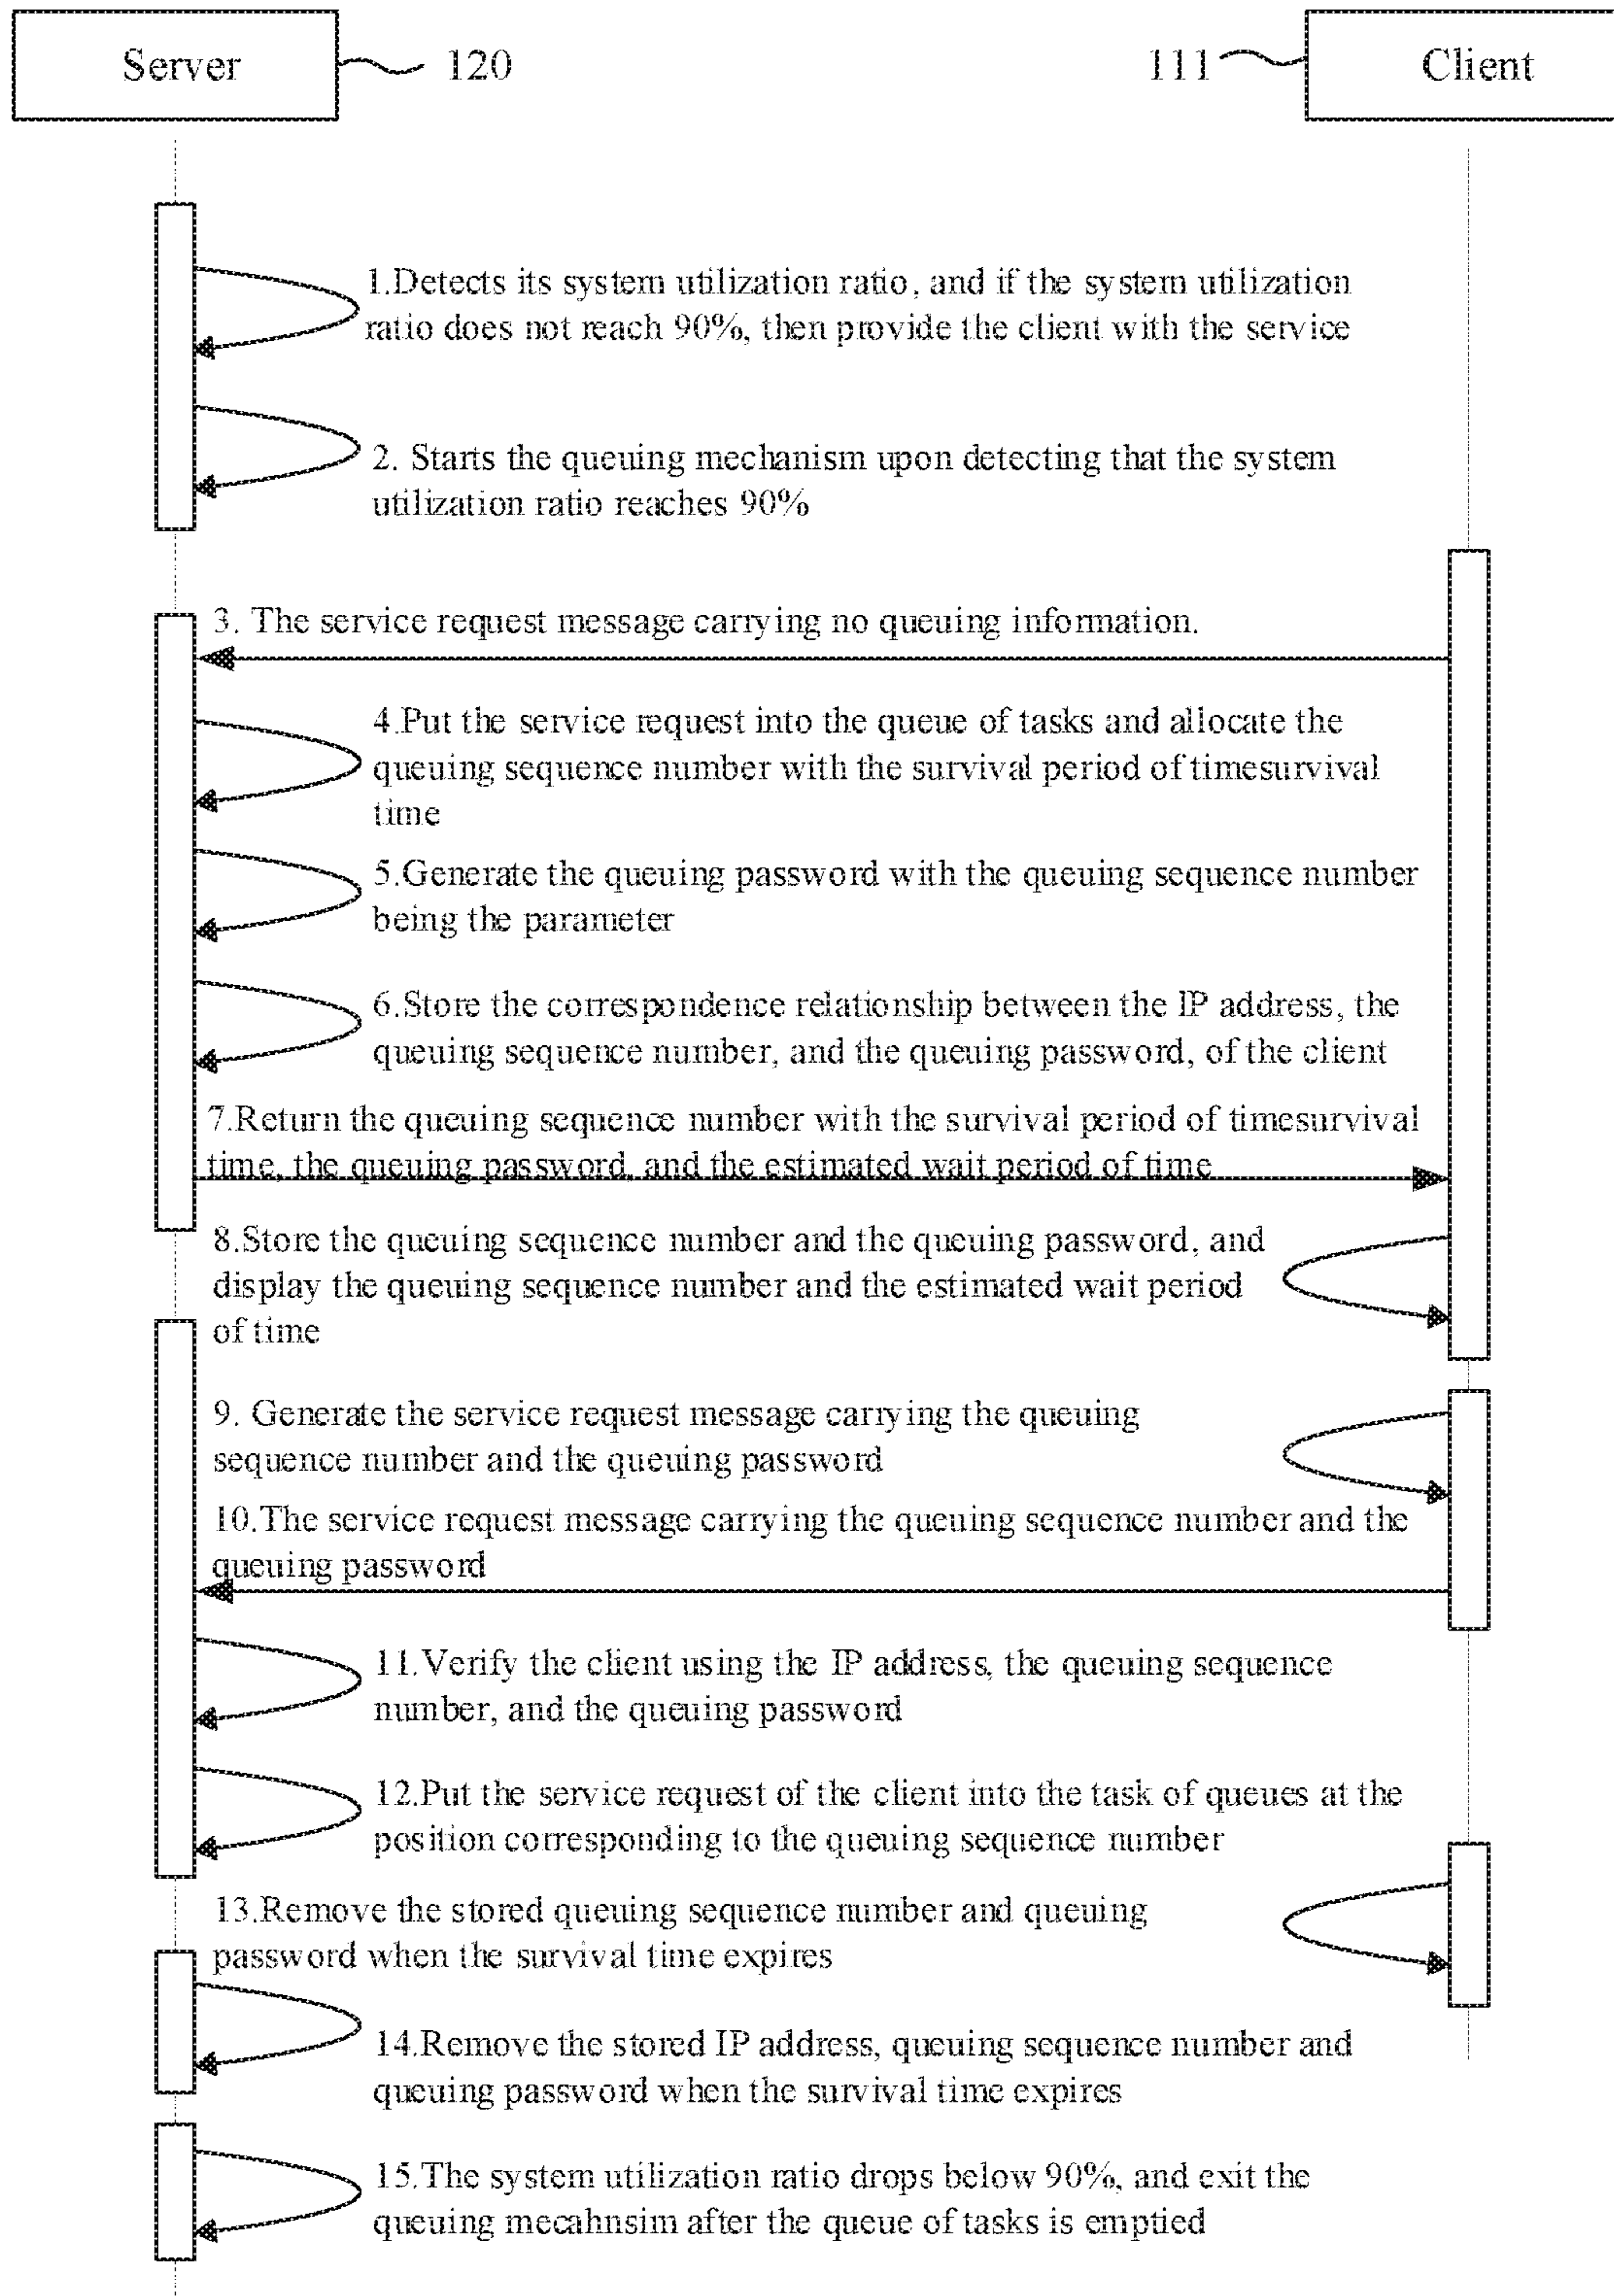 Server
120
111
Client
1.Detects its system utilization ratio, and if the system utilization
ratio does not reach 90%, then provide the client with the service
2. Starts the queuing mechanism upon detecting that the system
utilization ratio reaches 90%
3. The service request message carrying no queuing information.
4.Put the service request into the queue of tasks and allocate the
queuing sequence number with the survival period of timesurvival
time
5.Generate the queuing password with the queuing sequence number
being the parameter
6.Store the correspondence relationship between the IP address, the
queuing sequence number, and the queuing password, of the client
7.Return the queuing sequence number with the survival period of timesurvival
time, the queuing password, and the estimated wait period of time
8.Store the queuing sequence number and the queuing password, and
display the queuing sequence number and the estimated wait period
of time
9. Generate the service request message carrying the queuing
sequence number and the queuing password
10.The service request message carrying the queuing sequence number and the
queuing password
11.Verify the client using the IP address, the queuing sequence
number, and the queuing password
12.Put the service request of the client into the task of queues at the
position corresponding to the queuing sequence number
13.Remove the stored queuing sequence number and queuing
password when the survival time expires
14.Remove the stored IP address, queuing sequence number and
queuing password when the survival time expires
15.The system utilization ratio drops below 90%, and exit the
queuing mecahnsim after the queue of tasks is emptied